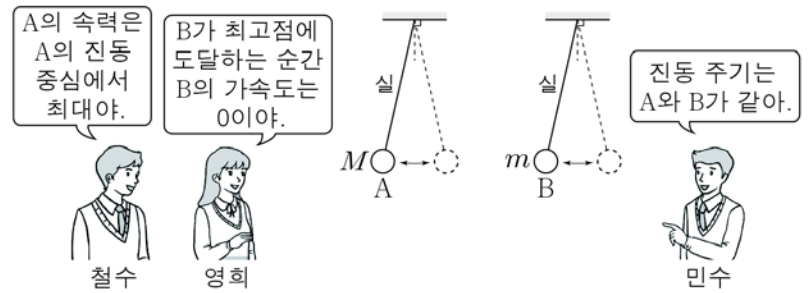 A의 속력은
A의 진동
중심에서
최대야.
B가 최고점에
도달하는 순간
B의 가속도는
0이야.
실
M
A
실
m
B
진동 주기는
A와 B가 같아.
철수
영희
민수